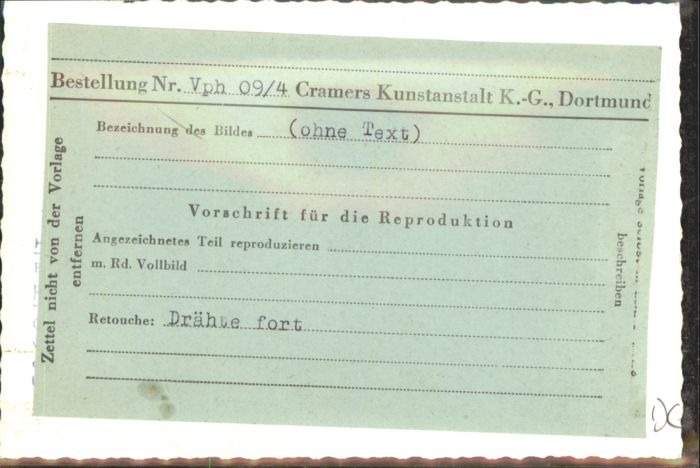 Bestellung Nr. Vph 09/4 Cramers Kunstanstalt K.-G., Dortmund
Bezeichnung des Bildes (ohne Text)
Vorschrift für die Reproduktion
Angezeichnetes Teil reproduzieren
m. Rd. Vollbild
Retouche: Drähte fort
Zettel nicht von der Vorlage
entfernen
beschreiben